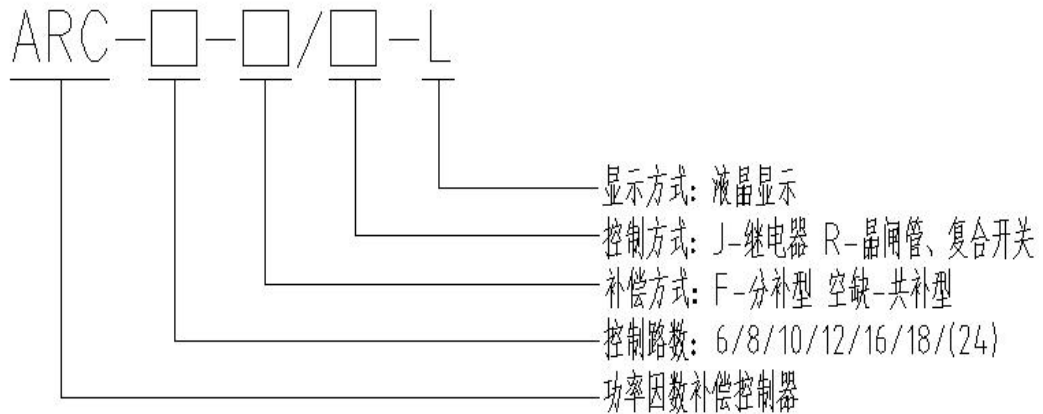 ARC-□-□/□-L
显示方式: 液晶显示
控制方式: J-继电器 R-晶闸管、复合开关
补偿方式: F-分补型 空缺-共补型
控制路数: 6/8/10/12/16/18/(24)
功率因数补偿控制器